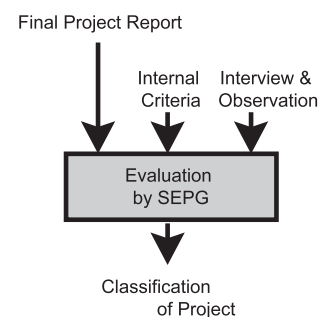 Final Project Report
Internal
Criteria
Interview &
Observation
Evaluation
by SEPG
Classification
of Project